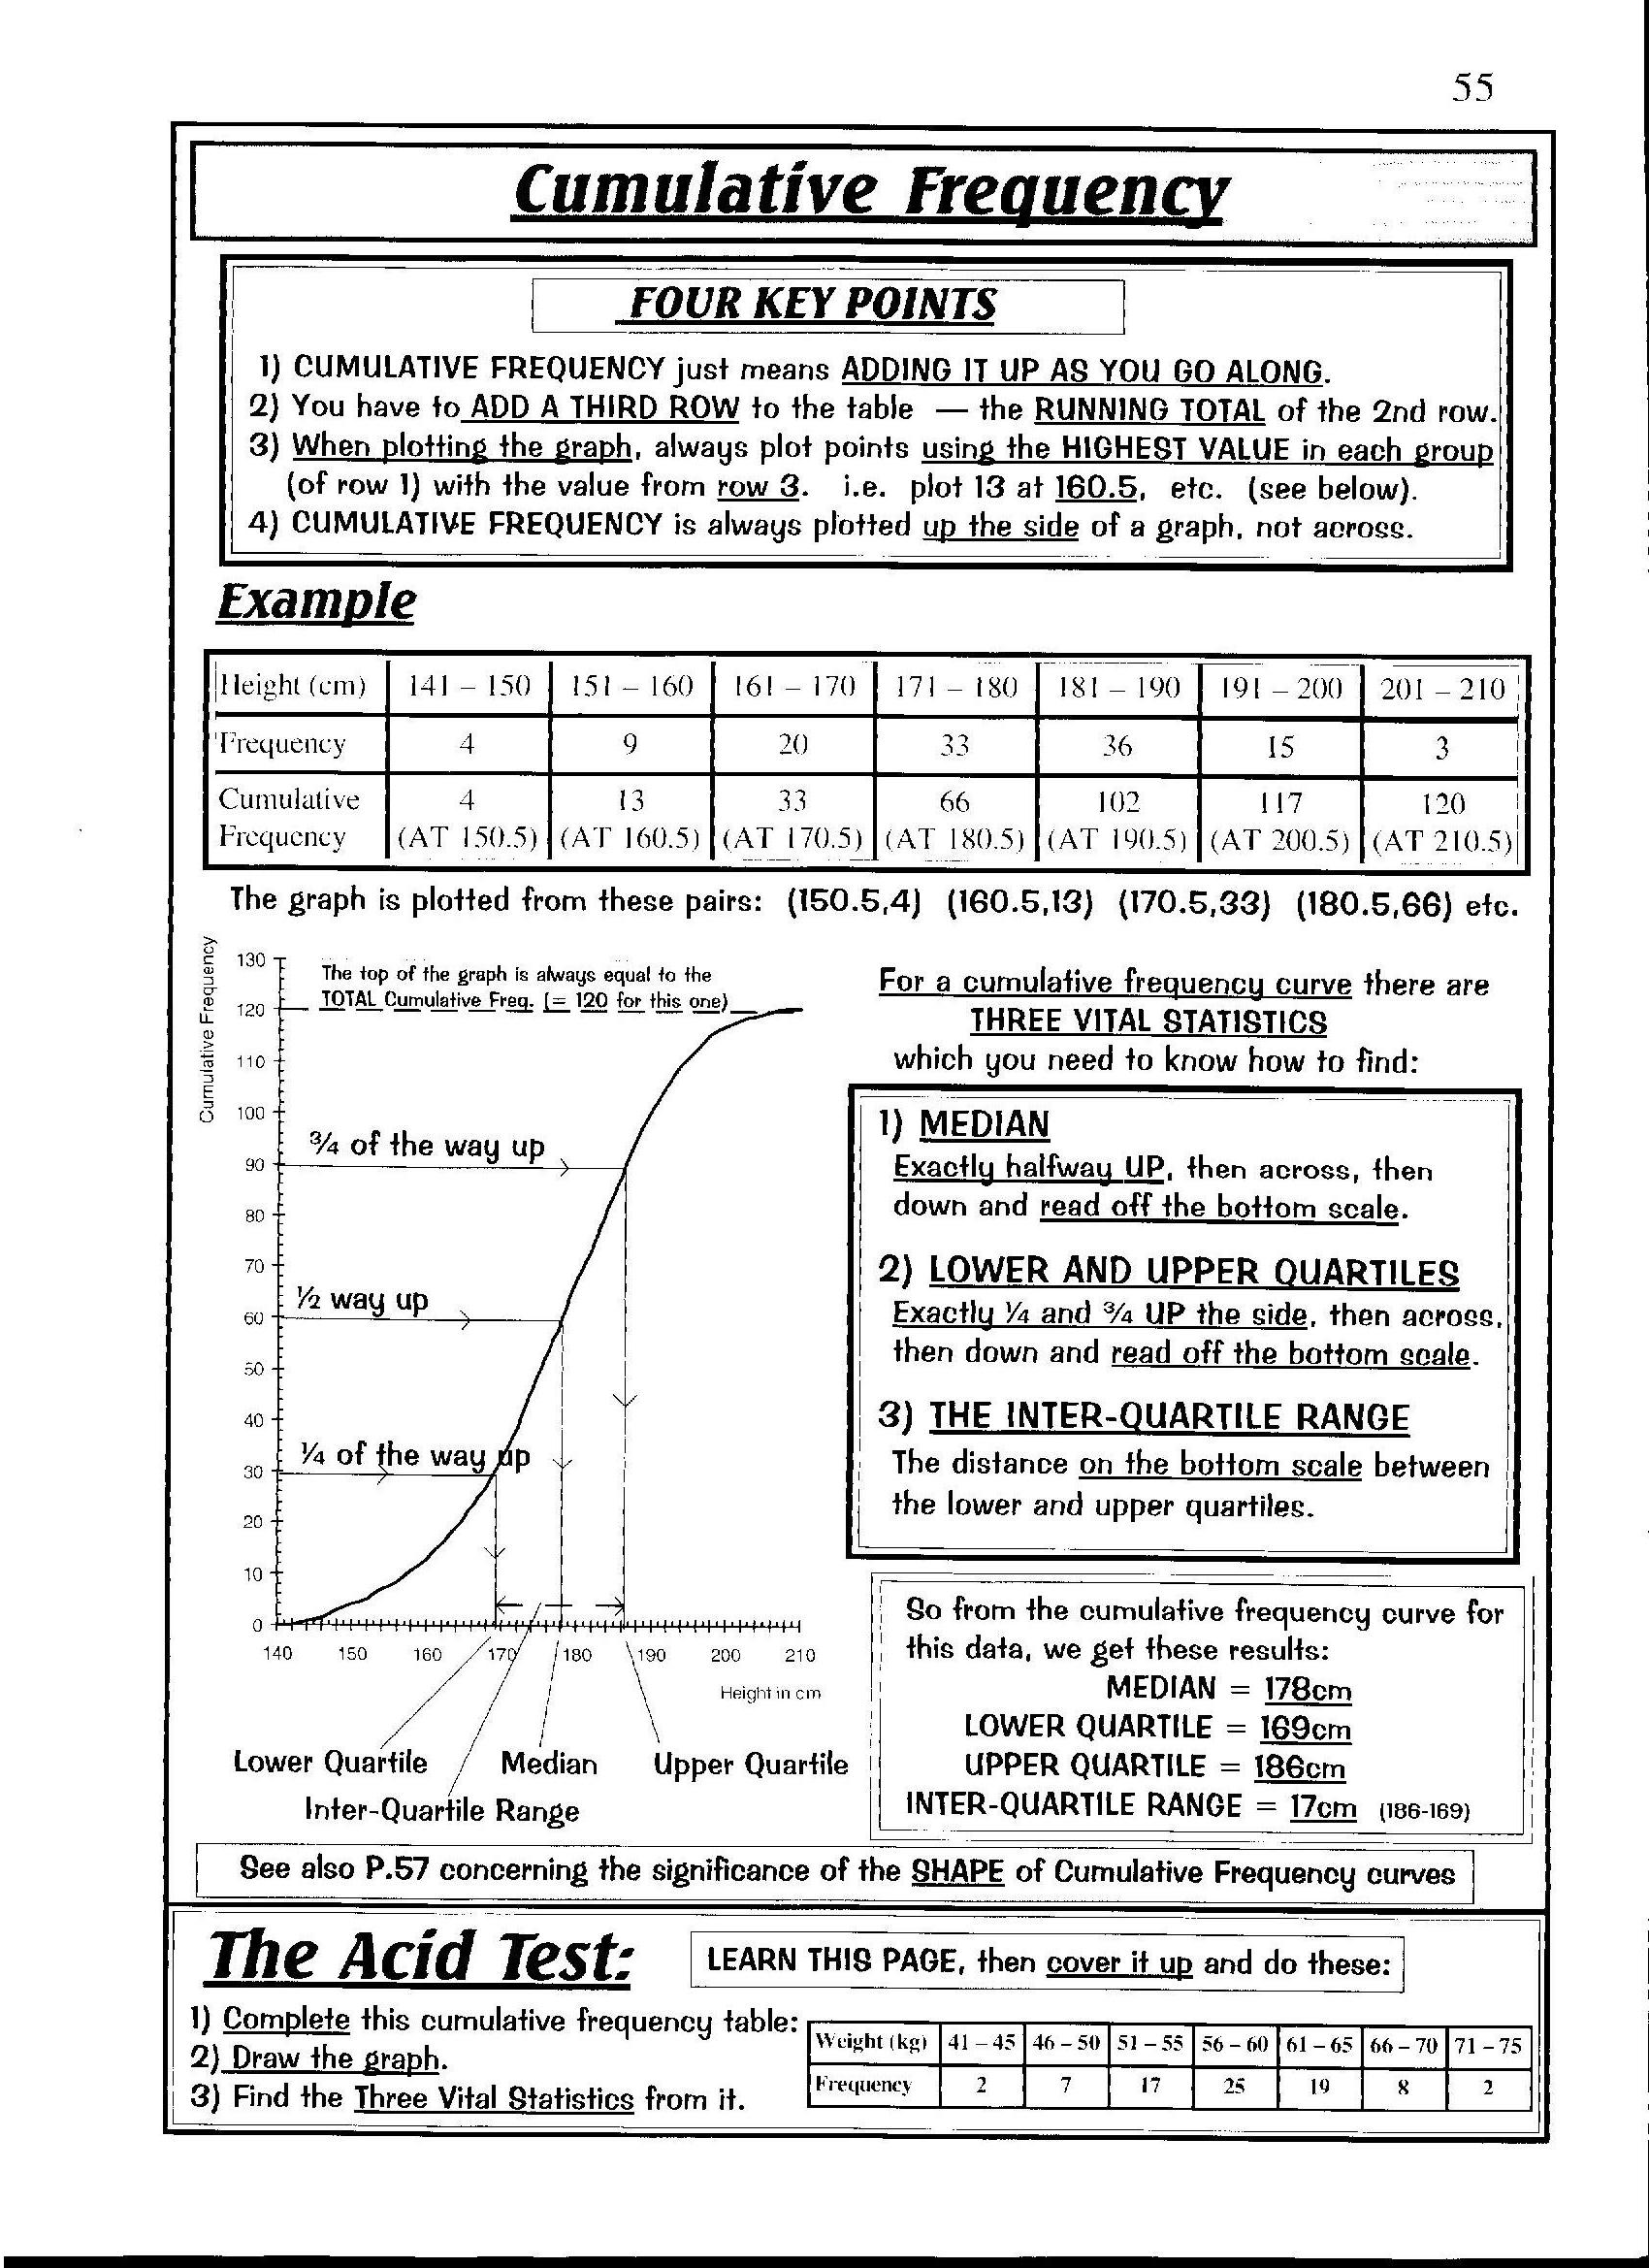 55
Cumulative Frequency
FOUR KEY POINTS
1) CUMULATIVE FREQUENCY just means ADDING IT UP AS YOU GO ALONG.
2) You have to ADD A THIRD ROW to the table — the RUNNING TOTAL of the 2nd row.
3) When plotting the graph, always plot points using the HIGHEST VALUE in each group
(of row 1) with the value from row 3. i.e. plot 13 at 160.5, etc. (see below).
4) CUMULATIVE FREQUENCY is always plotted up the side of a graph, not across.
Example
Height (cm) 141 – 150 151 – 160 161 – 170 171 – 180 181 – 190 191 – 200 201 – 210
Frequency 4 9 20 33 36 15 3
Cumulative 4 13 33 66 102 117 120
Frequency (AT 150.5) (AT 160.5) (AT 170.5) (AT 180.5) (AT 190.5) (AT 200.5) (AT 210.5)
The graph is plotted from these pairs: (150.5,4) (160.5,13) (170.5,33) (180.5,66) etc.
Cumulative Frequency
130
The top of the graph is always equal to the
TOTAL Cumulative Freq. (= 120 for this one)
120
110
100
¾ of the way up
90
80
70
½ way up
60
50
40
¼ of the way up
30
20
10
0
140 150 160 170 180 190 200 210
Height in cm
Lower Quartile Median Upper Quartile
Inter-Quartile Range
For a cumulative frequency curve there are
THREE VITAL STATISTICS
which you need to know how to find:
1) MEDIAN
Exactly halfway UP, then across, then
down and read off the bottom scale.
2) LOWER AND UPPER QUARTILES
Exactly ¼ and ¾ UP the side, then across,
then down and read off the bottom scale.
3) THE INTER-QUARTILE RANGE
The distance on the bottom scale between
the lower and upper quartiles.
So from the cumulative frequency curve for
this data, we get these results:
MEDIAN = 178cm
LOWER QUARTILE = 169cm
UPPER QUARTILE = 186cm
INTER-QUARTILE RANGE = 17cm (186-169)
See also P.57 concerning the significance of the SHAPE of Cumulative Frequency curves
The Acid Test:
LEARN THIS PAGE, then cover it up and do these:
1) Complete this cumulative frequency table:
2) Draw the graph.
3) Find the Three Vital Statistics from it.
Weight (kg) 41 – 45 46 – 50 51 – 55 56 – 60 61 – 65 66 – 70 71 – 75
Frequency 2 7 17 25 19 8 2